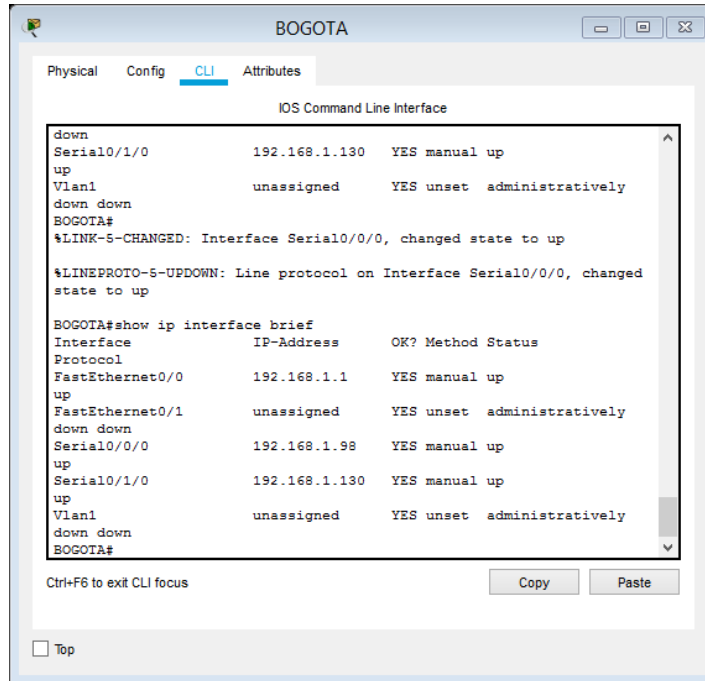 BOGOTA
Physical Config CLI Attributes
IOS Command Line Interface
down
Serial0/1/0 192.168.1.130 YES manual up
up
Vlan1 unassigned YES unset administratively
down down
BOGOTA#
%LINK-5-CHANGED: Interface Serial0/0/0, changed state to up
%LINEPROTO-5-UPDOWN: Line protocol on Interface Serial0/0/0, changed
state to up
BOGOTA#show ip interface brief
Interface IP-Address OK? Method Status
Protocol
FastEthernet0/0 192.168.1.1 YES manual up
up
FastEthernet0/1 unassigned YES unset administratively
down down
Serial0/0/0 192.168.1.98 YES manual up
up
Serial0/1/0 192.168.1.130 YES manual up
up
Vlan1 unassigned YES unset administratively
down down
BOGOTA#
Ctrl+F6 to exit CLI focus Copy Paste
Top